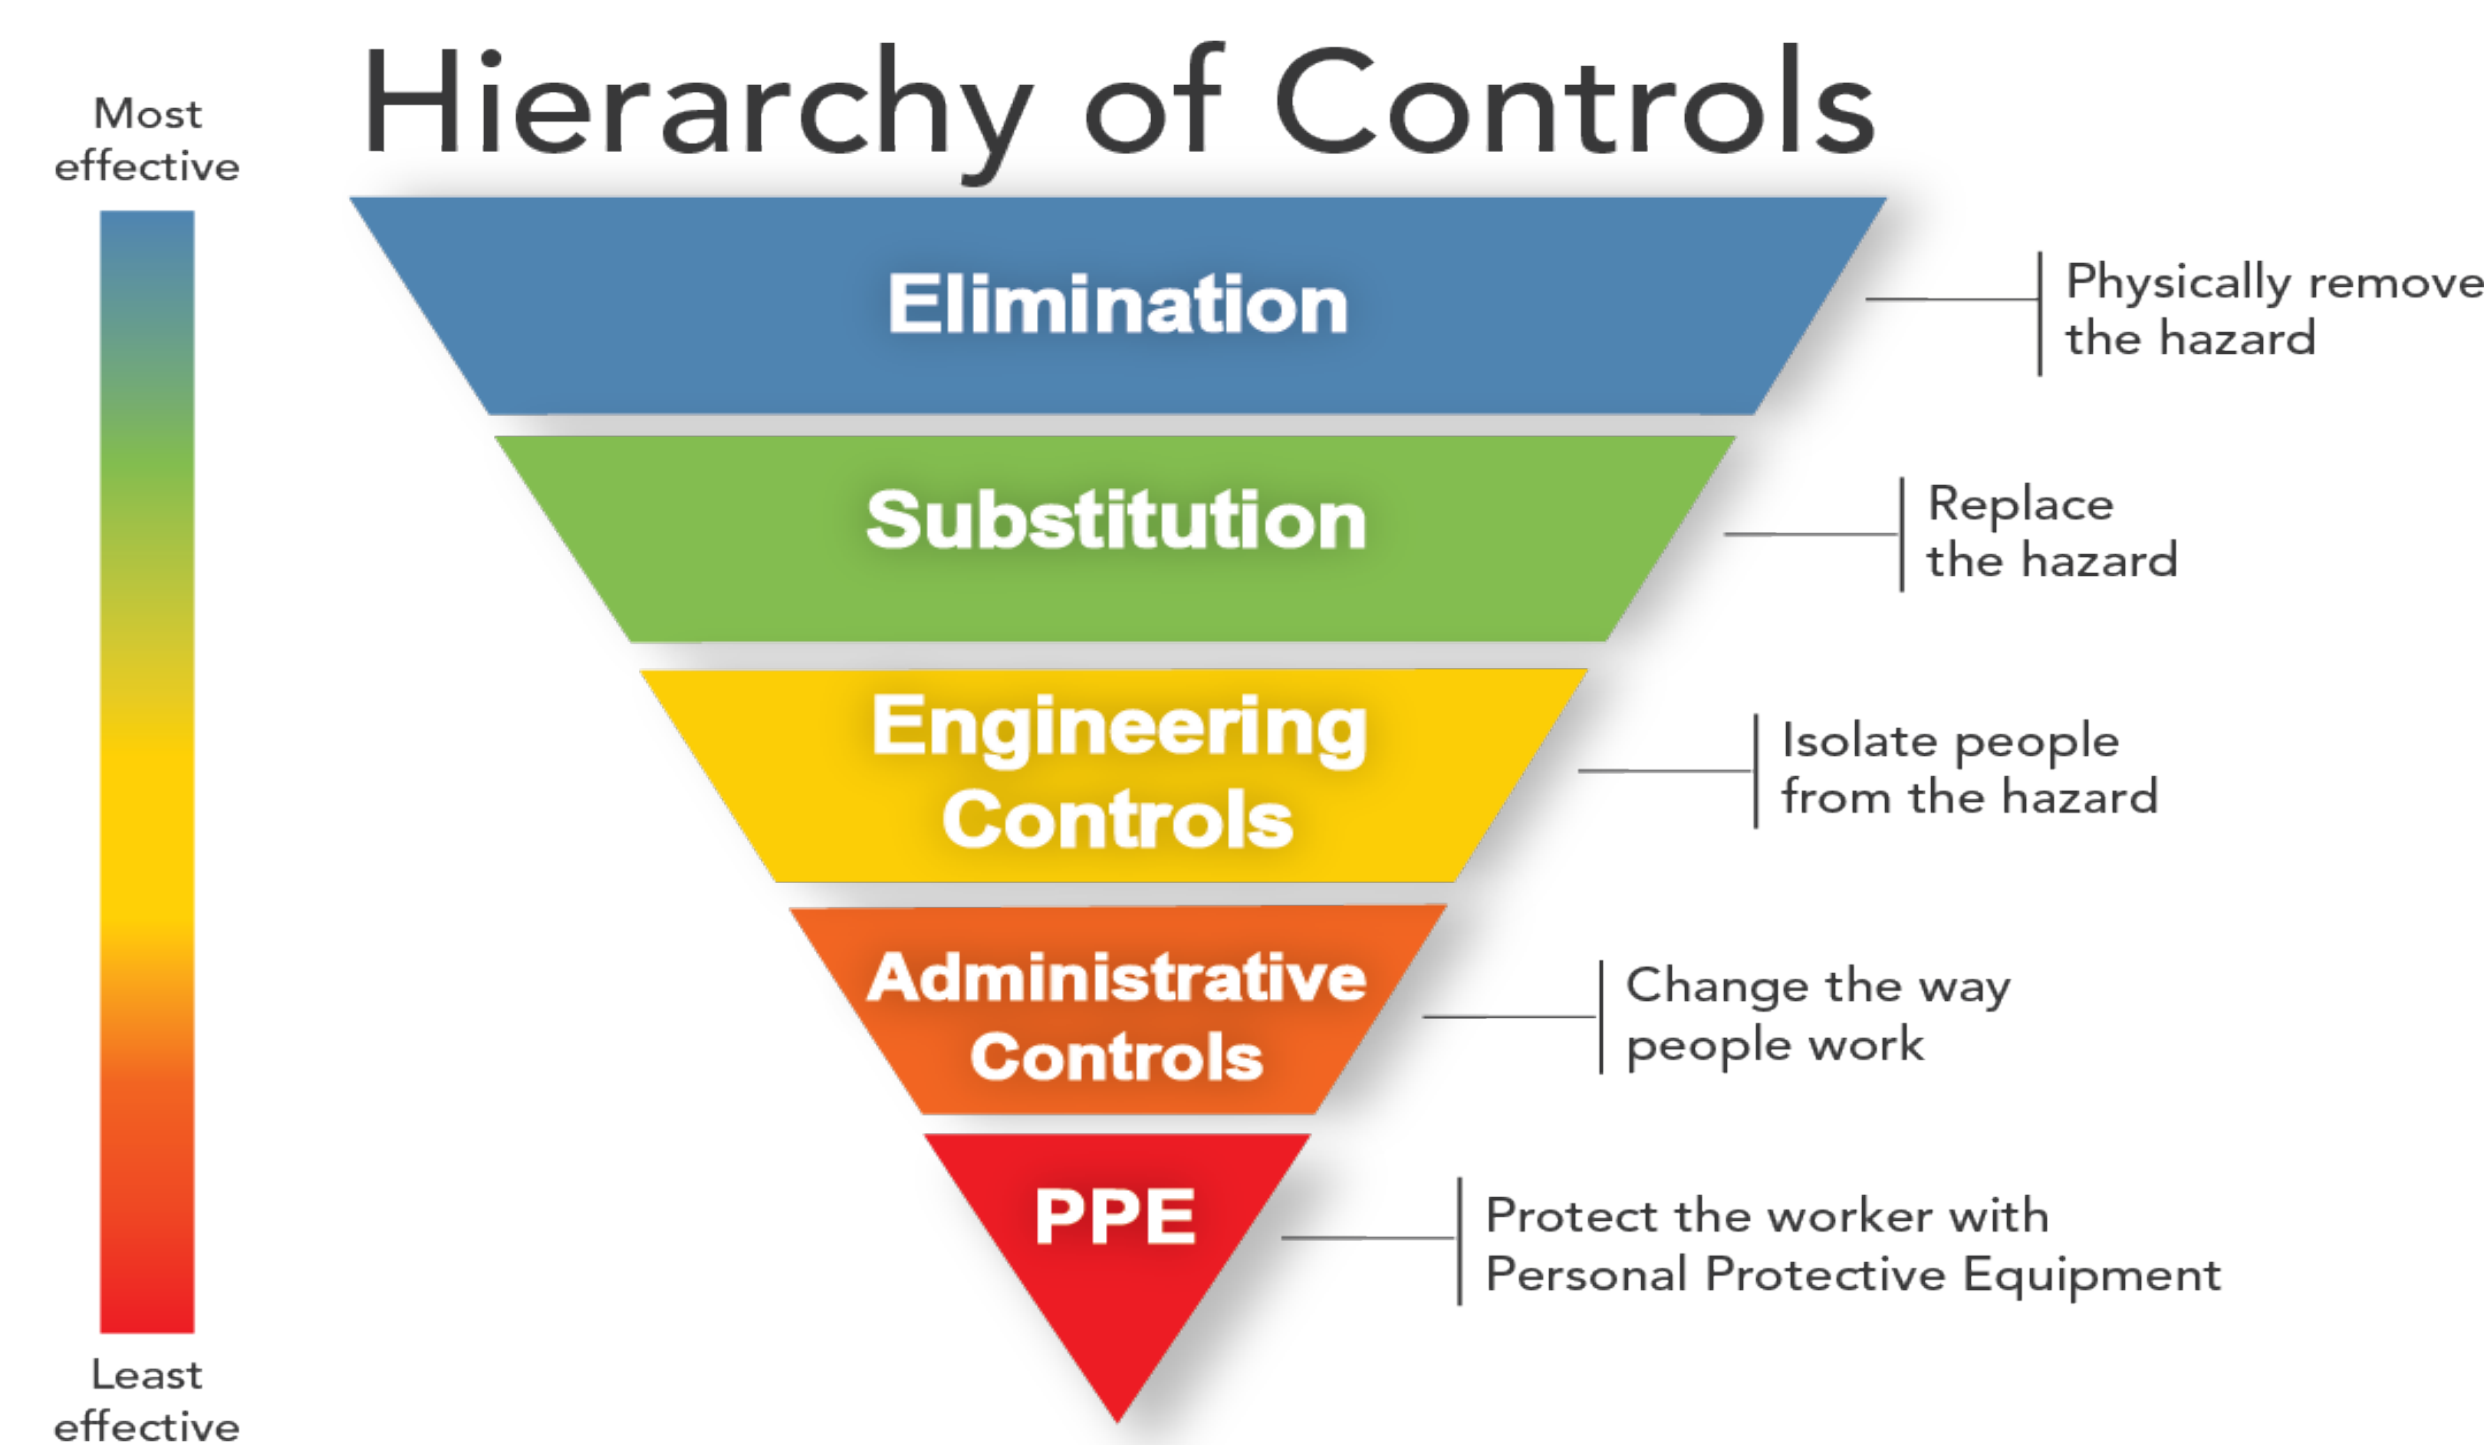 Hierarchy of Controls
Most
effective
Elimination
Physically remove
the hazard
Substitution
Replace
the hazard
Engineering
Controls
Isolate people
from the hazard
Administrative
Controls
Change the way
people work
PPE
Protect the worker with
Personal Protective Equipment
Least
effective